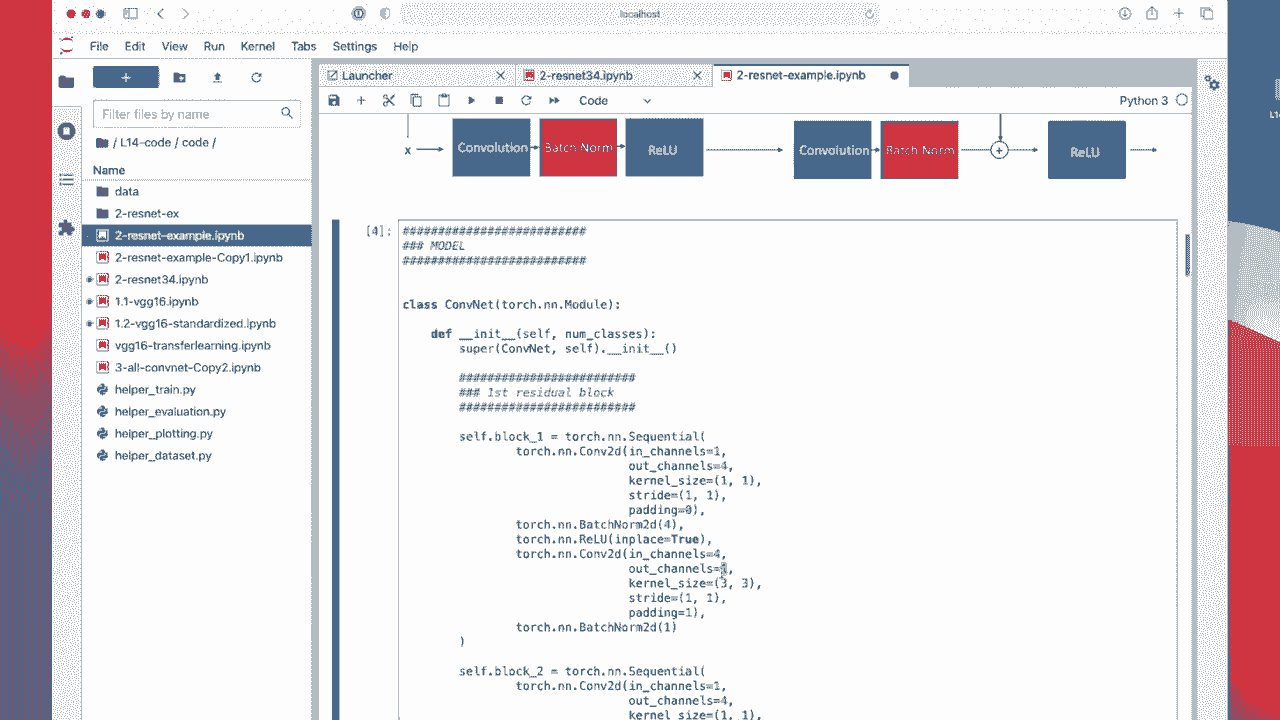 localhost
File Edit View Run Kernel Tabs Settings Help
Launcher
2-resnet34.ipynb
2-resnet-example.ipynb
Filter files by name
Code
Python 3
/ L14-code / code /
Name
data
2-resnet-ex
2-resnet-example.ipynb
2-resnet-example-Copy1.ipynb
2-resnet34.ipynb
1.1-vgg16.ipynb
1.2-vgg16-standardized.ipynb
vgg16-transferlearning.ipynb
3-all-convnet-Copy2.ipynb
helper_train.py
helper_evaluation.py
helper_plotting.py
helper_dataset.py
x Convolution Batch Norm ReLU Convolution Batch Norm + ReLU
[4]: ##########################
### MODEL
##########################
class ConvNet(torch.nn.Module):
def __init__(self, num_classes):
super(ConvNet, self).__init__()
#########################
### 1st residual block
#########################
self.block_1 = torch.nn.Sequential(
torch.nn.Conv2d(in_channels=1,
out_channels=4,
kernel_size=(1, 1),
stride=(1, 1),
padding=0),
torch.nn.BatchNorm2d(4),
torch.nn.ReLU(inplace=True),
torch.nn.Conv2d(in_channels=4,
out_channels=1,
kernel_size=(3, 3),
stride=(1, 1),
padding=1),
torch.nn.BatchNorm2d(1)
)
self.block_2 = torch.nn.Sequential(
torch.nn.Conv2d(in_channels=1,
out_channels=4,
kernel_size=(1, 1),